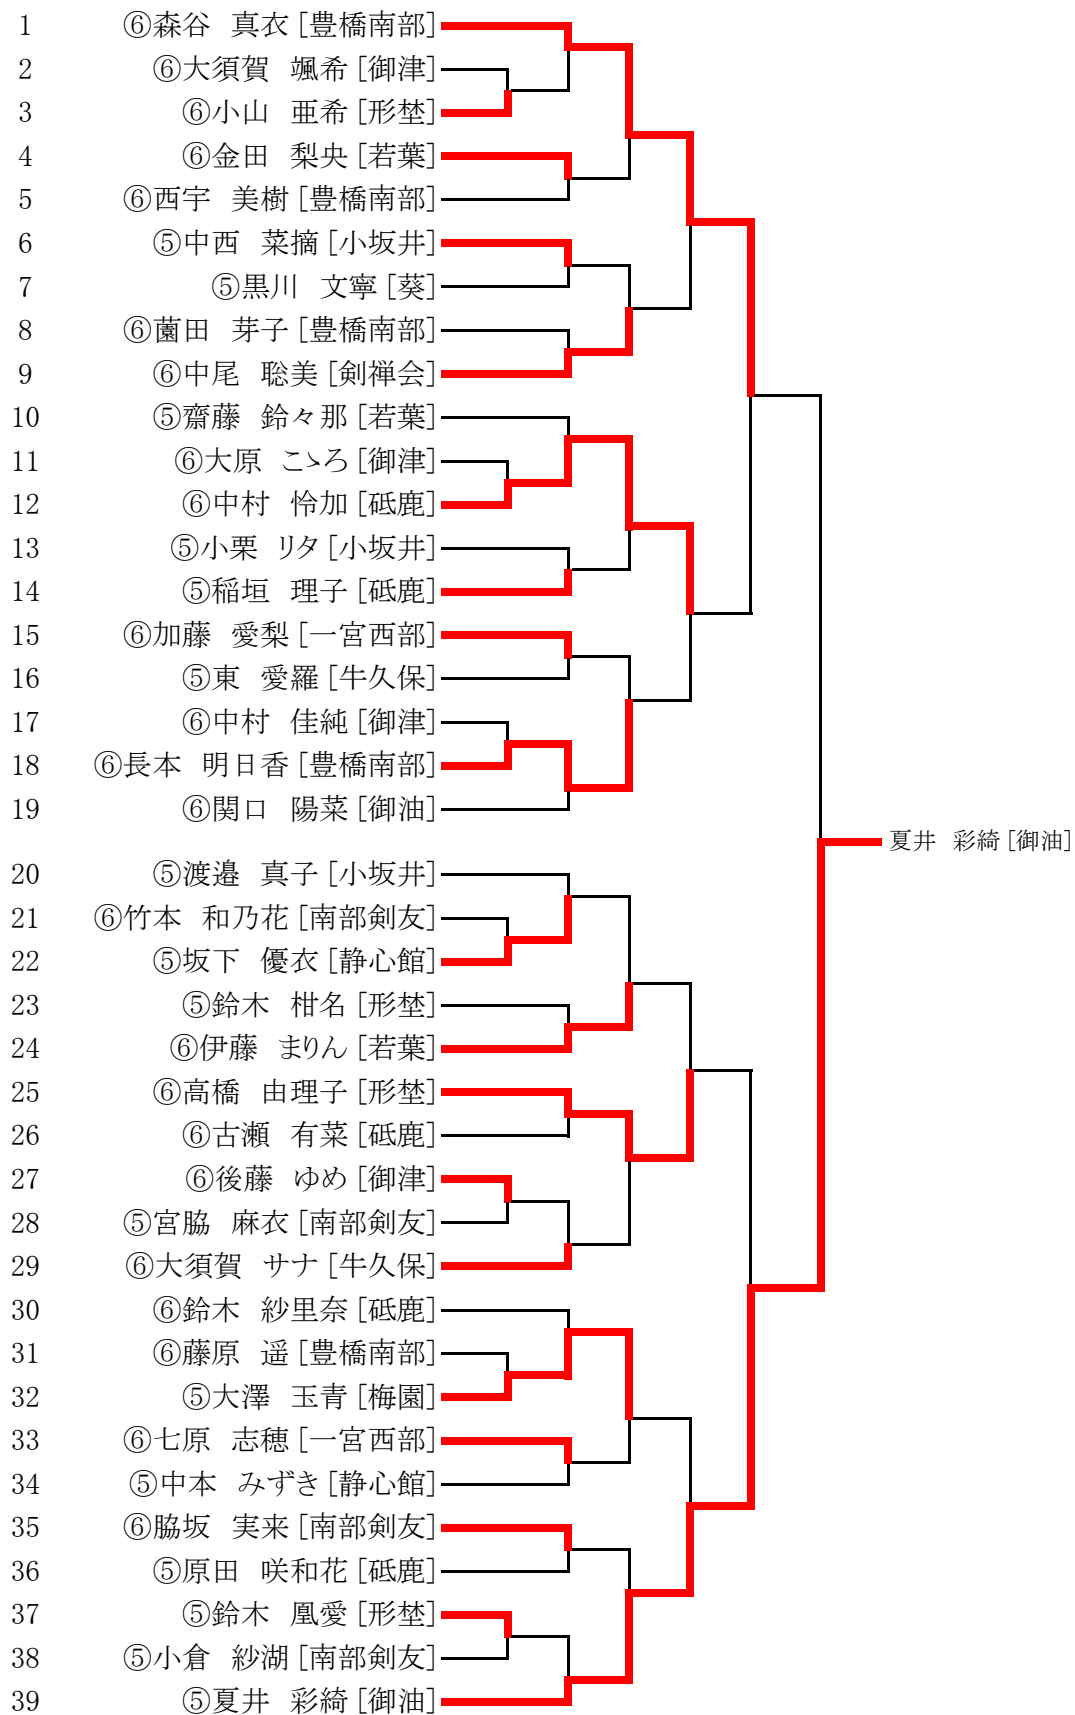 1 ⑥森谷 真衣 [豊橋南部]
2 ⑥大須賀 颯希 [御津]
3 ⑥小山 亜希 [形埜]
4 ⑥金田 梨央 [若葉]
5 ⑥西宇 美樹 [豊橋南部]
6 ⑤中西 菜摘 [小坂井]
7 ⑤黒川 文寧 [葵]
8 ⑥薗田 芽子 [豊橋南部]
9 ⑥中尾 聡美 [剣禅会]
10 ⑤齋藤 鈴々那 [若葉]
11 ⑥大原 こゝろ [御津]
12 ⑥中村 怜加 [砥鹿]
13 ⑤小栗 リタ [小坂井]
14 ⑤稲垣 理子 [砥鹿]
15 ⑥加藤 愛梨 [一宮西部]
16 ⑤東 愛羅 [牛久保]
17 ⑥中村 佳純 [御津]
18 ⑥長本 明日香 [豊橋南部]
19 ⑥関口 陽菜 [御油]
夏井 彩綺 [御油]
20 ⑤渡邉 真子 [小坂井]
21 ⑥竹本 和乃花 [南部剣友]
22 ⑤坂下 優衣 [静心館]
23 ⑤鈴木 柑名 [形埜]
24 ⑥伊藤 まりん [若葉]
25 ⑥高橋 由理子 [形埜]
26 ⑥古瀬 有菜 [砥鹿]
27 ⑥後藤 ゆめ [御津]
28 ⑤宮脇 麻衣 [南部剣友]
29 ⑥大須賀 サナ [牛久保]
30 ⑥鈴木 紗里奈 [砥鹿]
31 ⑥藤原 遥 [豊橋南部]
32 ⑤大澤 玉青 [梅園]
33 ⑥七原 志穂 [一宮西部]
34 ⑤中本 みずき [静心館]
35 ⑥脇坂 実来 [南部剣友]
36 ⑤原田 咲和花 [砥鹿]
37 ⑤鈴木 凰愛 [形埜]
38 ⑤小倉 紗湖 [南部剣友]
39 ⑤夏井 彩綺 [御油]